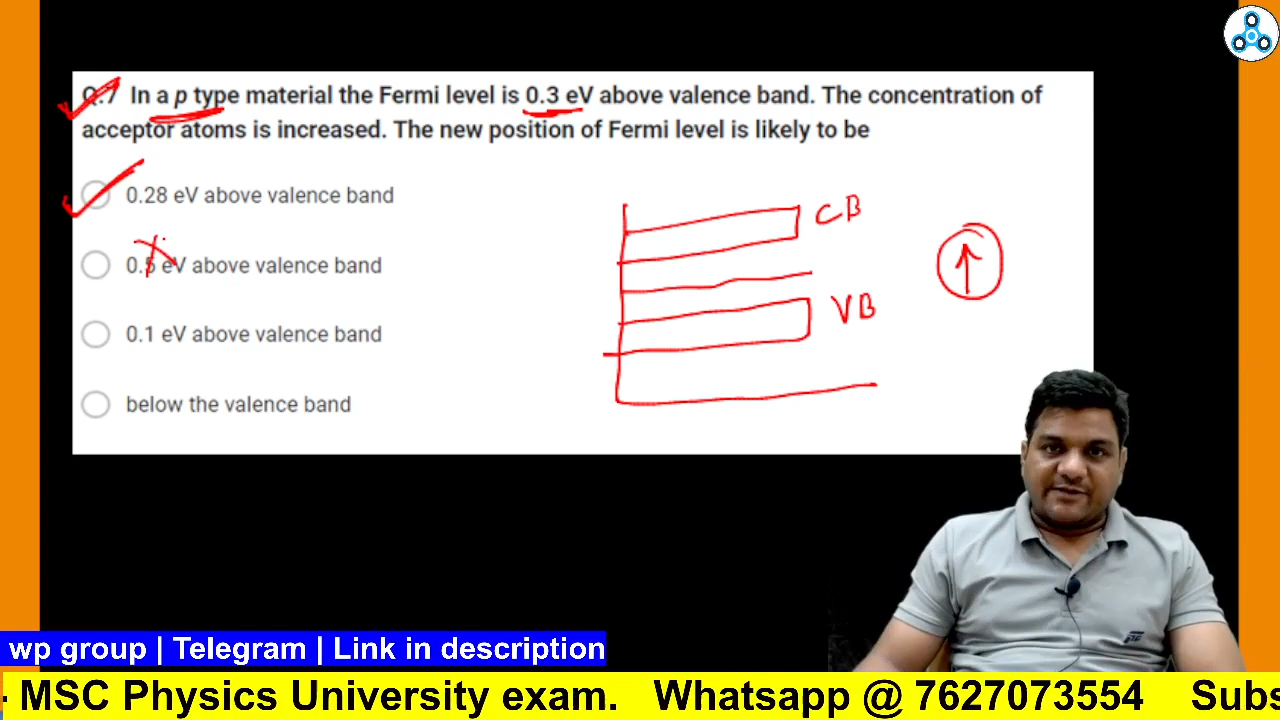 Q.7 In a p type material the Fermi level is 0.3 eV above valence band. The concentration of
acceptor atoms is increased. The new position of Fermi level is likely to be
0.28 eV above valence band
0.5 eV above valence band
0.1 eV above valence band
below the valence band
CB
VB
wp group | Telegram | Link in description
- MSC Physics University exam. Whatsapp @ 7627073554 Subs